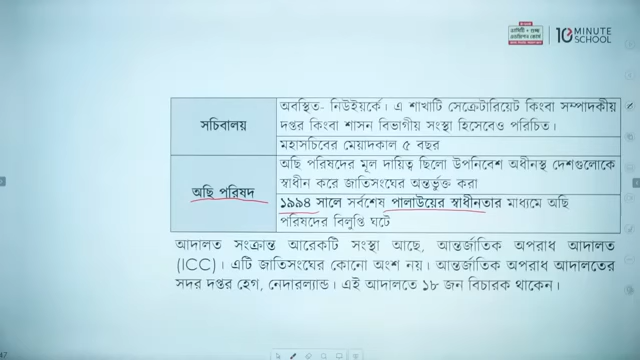 10 MINUTE SCHOOL
সচিবালয়
অবস্থিত- নিউইয়র্কে। এ শাখাটি সেক্রেটারিয়েট কিংবা সম্পাদকীয়
দপ্তর কিংবা শাসন বিভাগীয় সংস্থা হিসেবেও পরিচিত।
মহাসচিবের মেয়াদকাল ৫ বছর
অছি পরিষদ
অছি পরিষদের মূল দায়িত্ব ছিলো উপনিবেশ অধীনস্থ দেশগুলোকে
স্বাধীন করে জাতিসংঘের অন্তর্ভুক্ত করা
১৯৯৪ সালে সর্বশেষ পালাউয়ের স্বাধীনতার মাধ্যমে অছি
পরিষদের বিলুপ্তি ঘটে
আদালত সংক্রান্ত আরেকটি সংস্থা আছে, আন্তর্জাতিক অপরাধ আদালত
(ICC)। এটি জাতিসংঘের কোনো অংশ নয়। আন্তর্জাতিক অপরাধ আদালতের
সদর দপ্তর হেগ, নেদারল্যান্ড। এই আদালতে ১৮ জন বিচারক থাকেন।
47